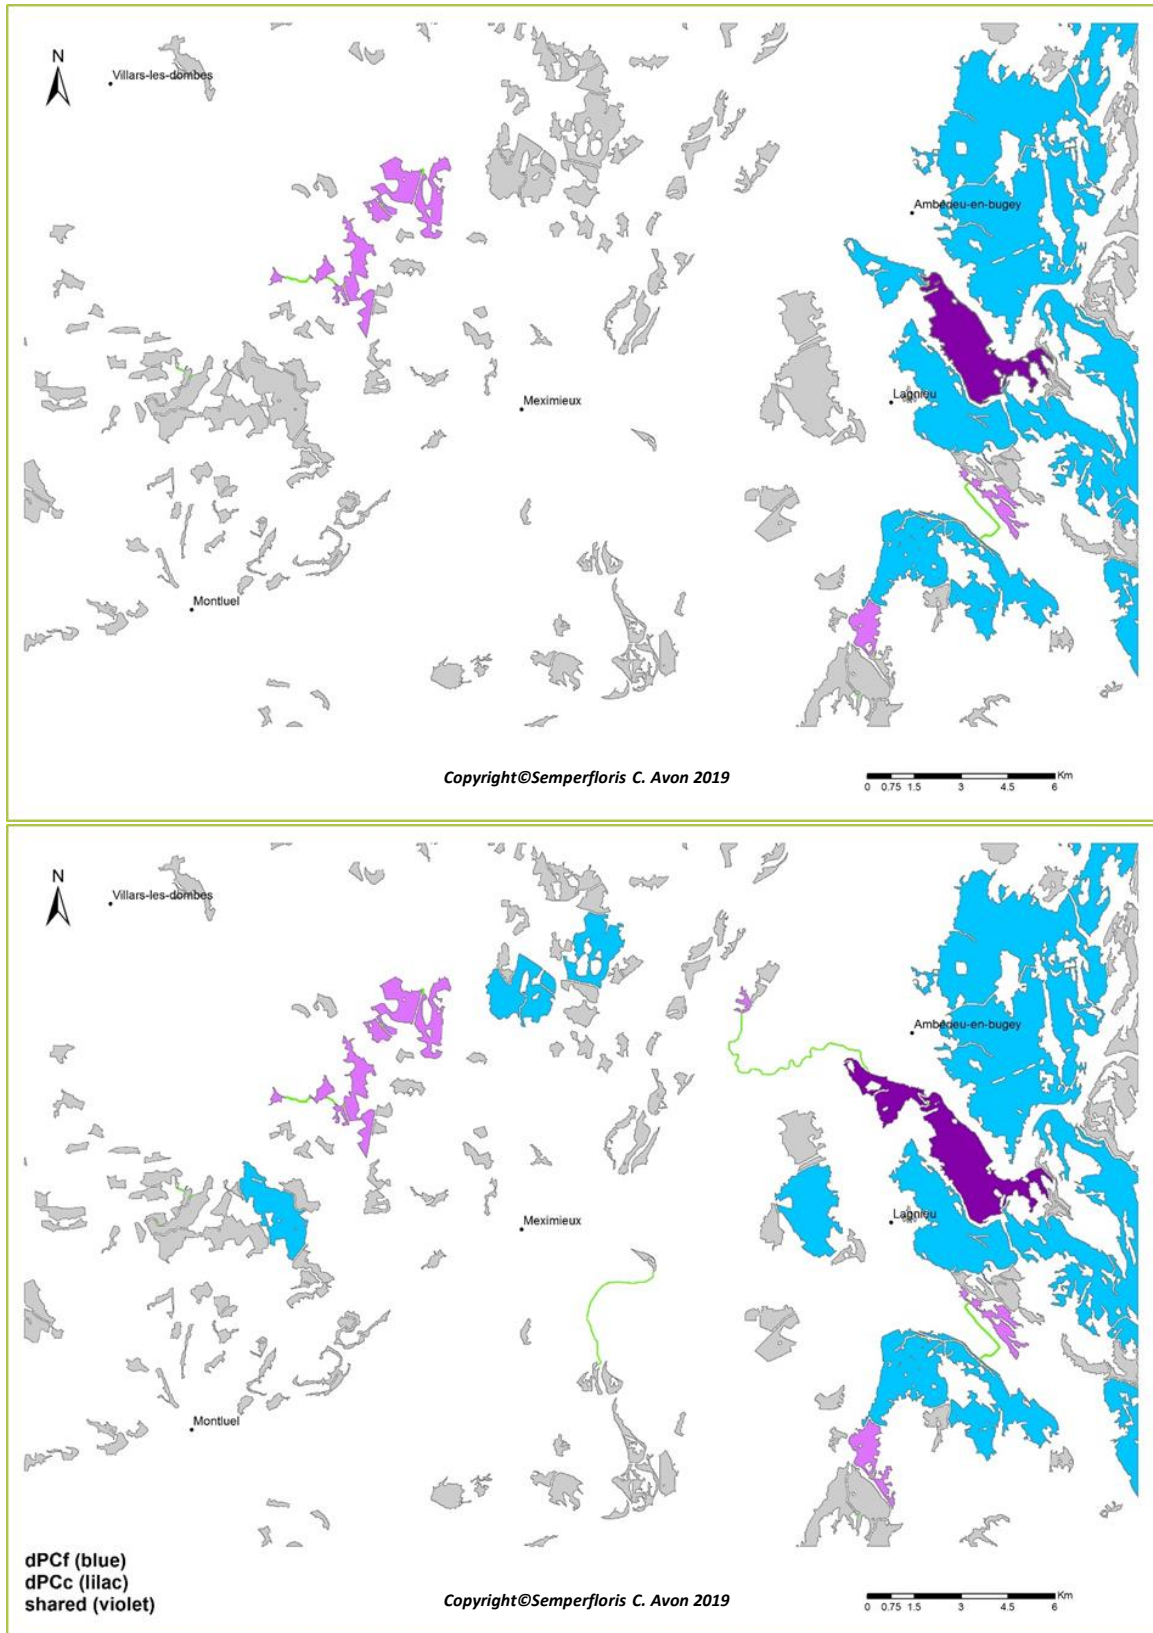 N
Villars-les-dombes
Ambédeu-en-bugey
Lagnieu
Meximieux
Montluel
Copyright©Semperfloris C. Avon 2019
Km
0 0.75 1.5 3 4.5 6
N
Villars-les-dombes
Ambédeu-en-bugey
Lagnieu
Meximieux
Montluel
dPCf (blue)
dPCc (lilac)
shared (violet)
Copyright©Semperfloris C. Avon 2019
Km
0 0.75 1.5 3 4.5 6